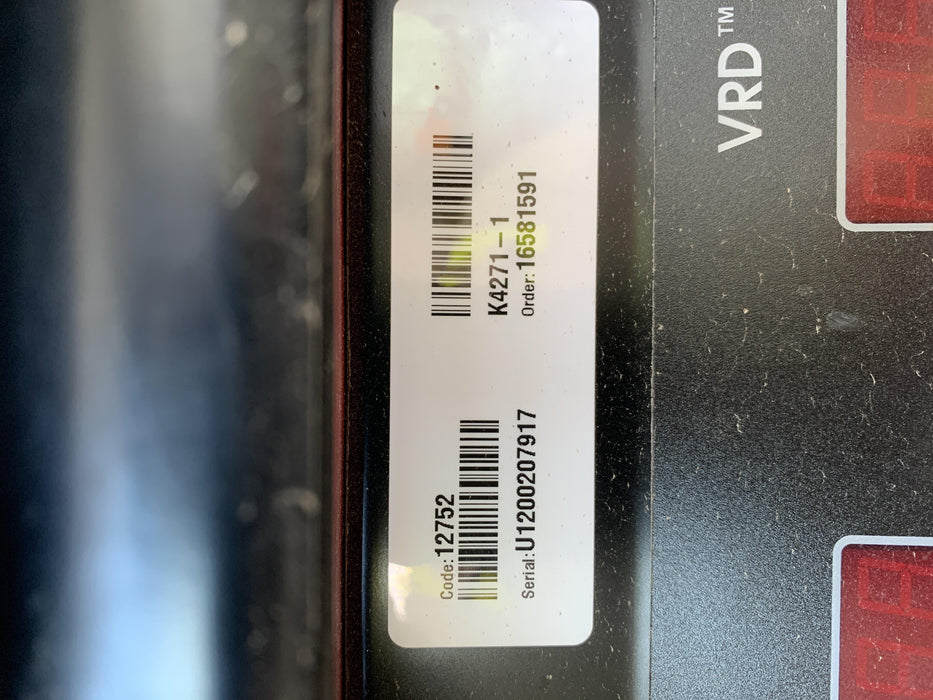 Code: 12752
Serial: U1200207917
K4271-1
Order: 16581591
VRD™